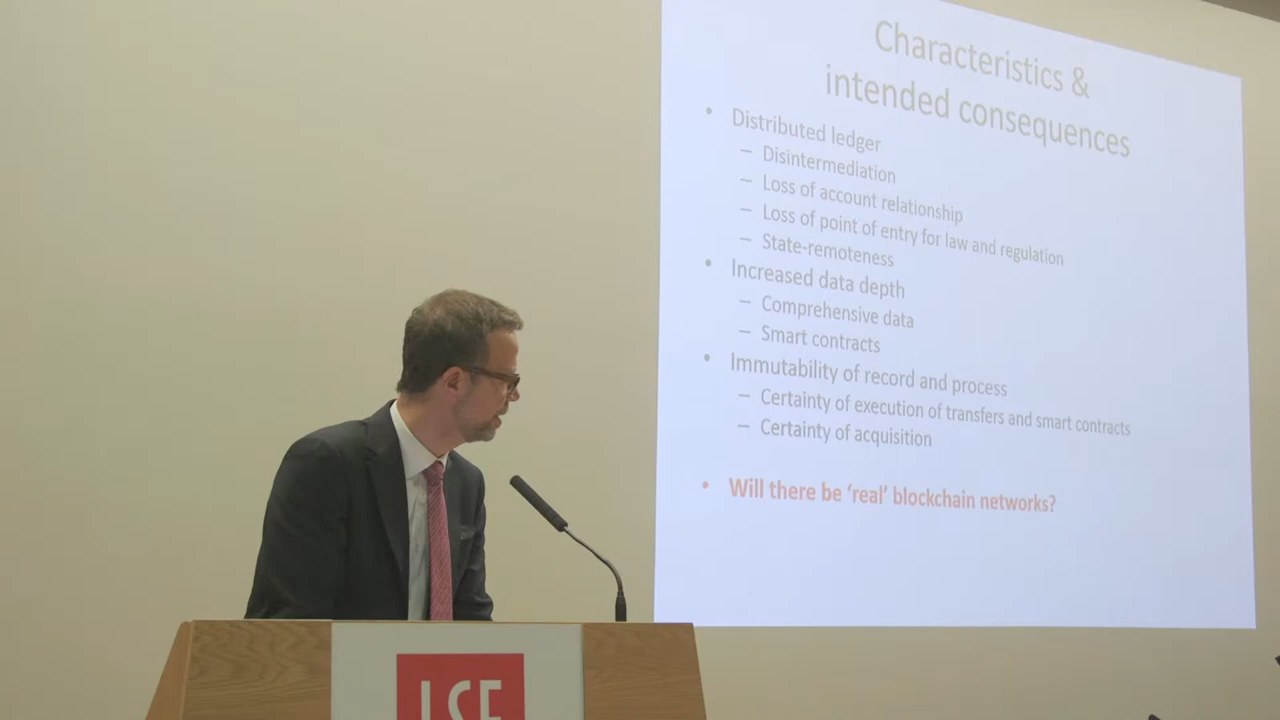 Characteristics &
intended consequences
• Distributed ledger
– Disintermediation
– Loss of account relationship
– Loss of point of entry for law and regulation
– State-remoteness
• Increased data depth
– Comprehensive data
– Smart contracts
• Immutability of record and process
– Certainty of execution of transfers and smart contracts
– Certainty of acquisition
• Will there be ‘real’ blockchain networks?
LSE